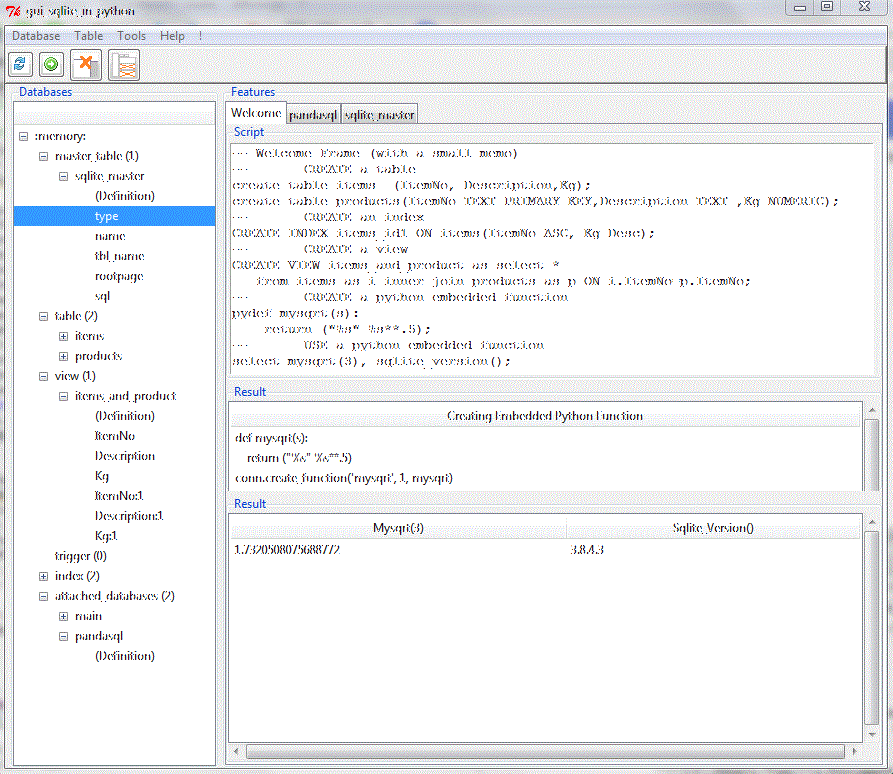 gui_sqlite_in_python
Database Table Tools Help !
Databases
:memory:
master_table (1)
sqlite_master
(Definition)
type
name
tbl_name
rootpage
sql
table (2)
items
products
view (1)
items_and_product
(Definition)
ItemNo
Description
Kg
ItemNo:1
Description:1
Kg:1
trigger (0)
index (2)
attached_databases (2)
main
pandasql
(Definition)
Features
Welcome pandasql sqlite_master
Script
--- Welcome Frame (with a small memo)
--- CREATE a table
create table items (ItemNo, Description,Kg);
create table products(ItemNo TEXT PRIMARY KEY,Description TEXT ,Kg NUMERIC);
--- CREATE an index
CREATE INDEX items_id1 ON items(ItemNo ASC, Kg Desc);
--- CREATE a view
CREATE VIEW items_and_product as select *
from items as i inner join products as p ON i.ItemNo=p.ItemNo;
--- CREATE a python embedded function
pydef mysqrt(s):
return ("%s" %s**.5);
--- USE a python embedded function
select mysqrt(3), sqlite_version();
Result
Creating Embedded Python Function
def mysqrt(s):
return ("%s" %s**.5)
conn.create_function('mysqrt', 1, mysqrt)
Result
Mysqrt(3) Sqlite_Version()
1.7320508075688772 3.8.4.3